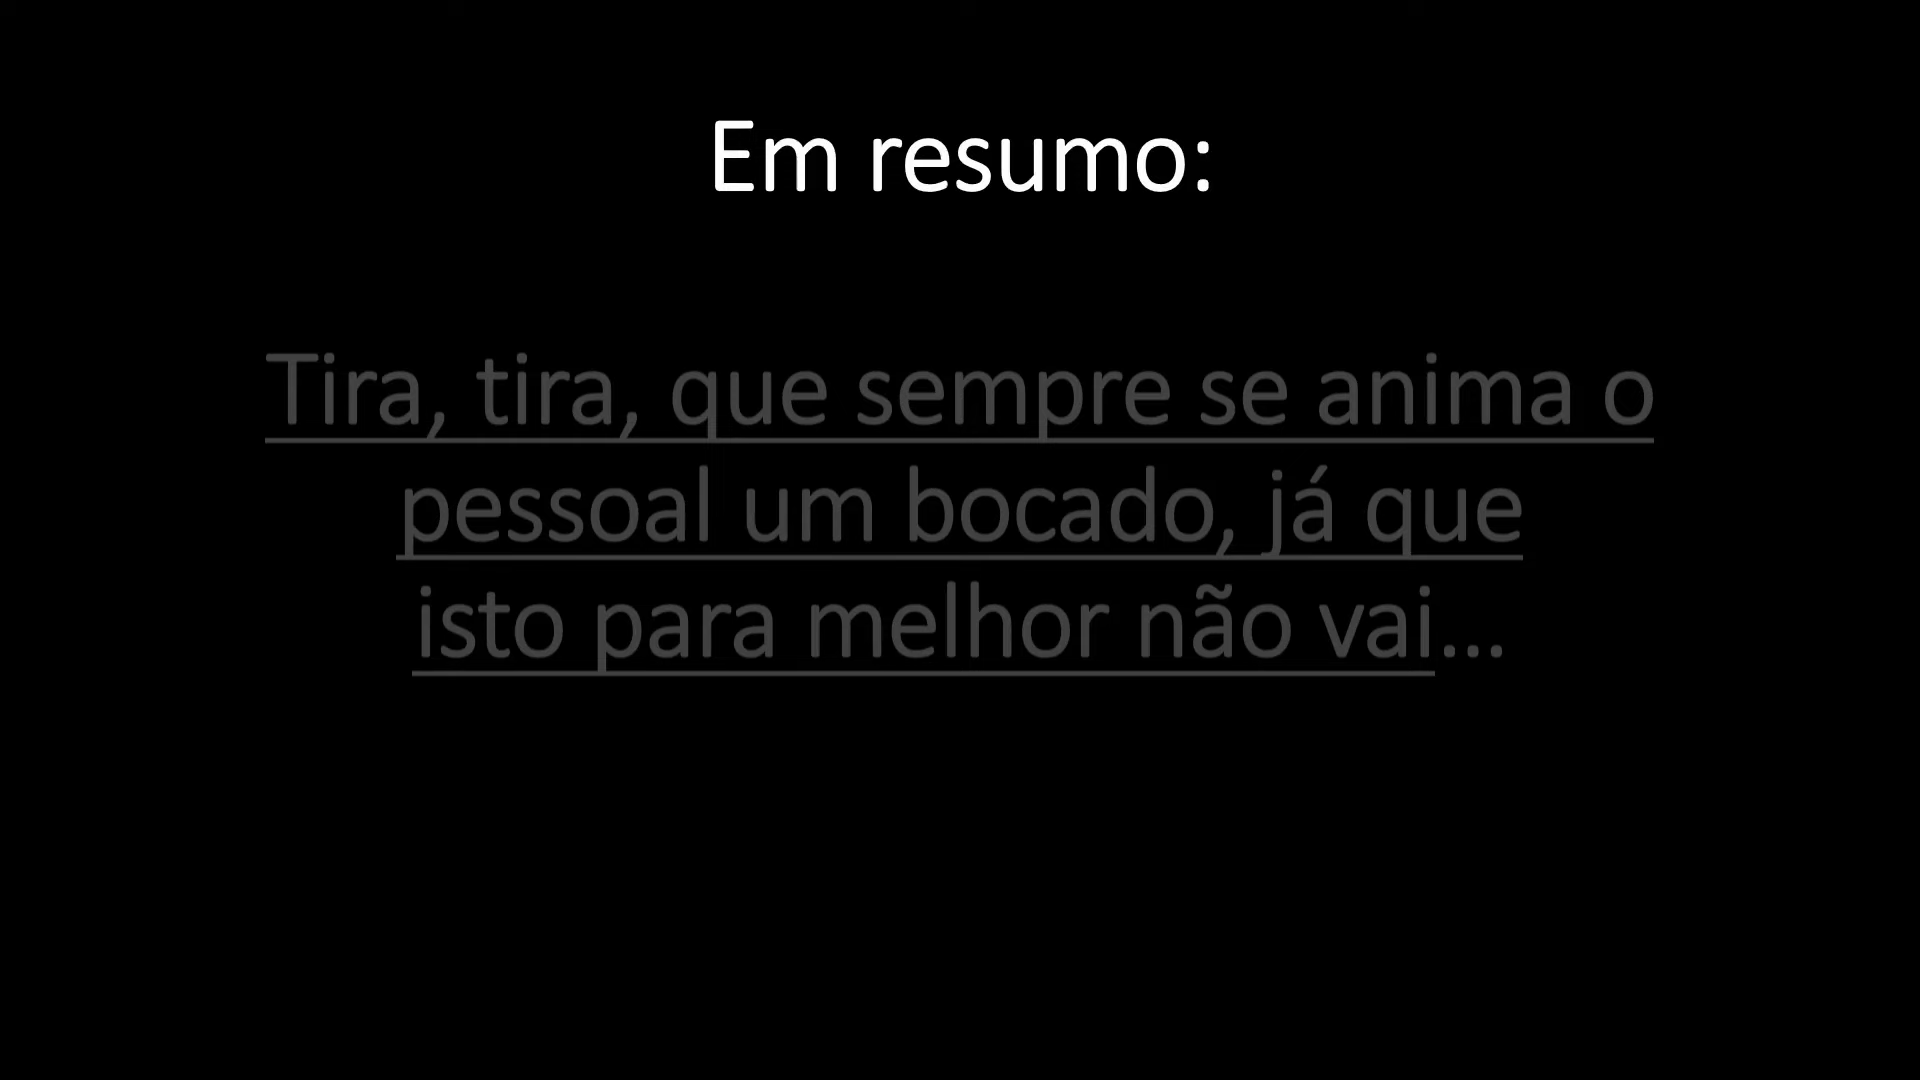 Em resumo:
Tira, tira, que sempre se anima o
pessoal um bocado, já que
isto para melhor não vai...